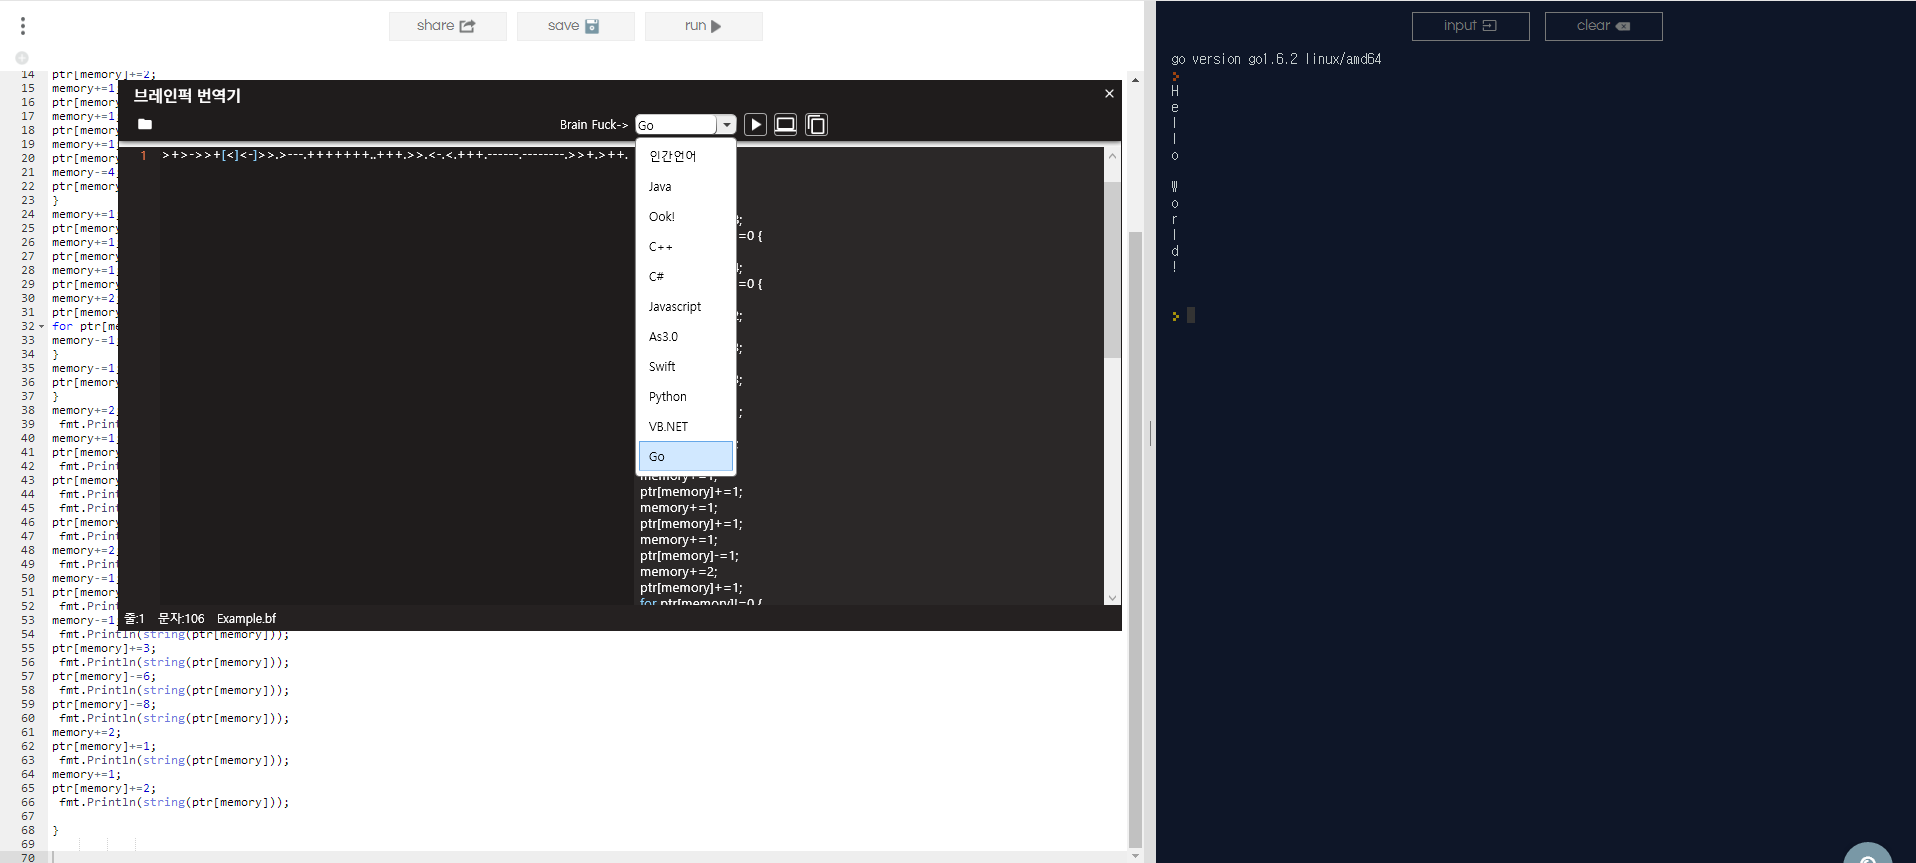 share
save
run
input
clear
14 ptr[memory]+=2;
15 memory+=1
16 ptr[memory
17 memory+=1
18 ptr[memory
19 memory+=1
20 ptr[memory
21 memory-=4
22 ptr[memory
23 }
24 memory+=1
25 ptr[memory
26 memory+=1
27 ptr[memory
28 memory+=1
29 ptr[memory
30 memory+=2
31 ptr[memory
32 for ptr[me
33 memory-=1
34 }
35 memory-=1
36 ptr[memory
37 }
38 memory+=2
39 fmt.Print
40 memory+=1
41 ptr[memory
42 fmt.Print
43 ptr[memory
44 fmt.Print
45 fmt.Print
46 ptr[memory
47 fmt.Print
48 memory+=2
49 fmt.Print
50 memory-=1
51 ptr[memory
52 fmt.Print
53 memory-=1
54 fmt.Println(string(ptr[memory]));
55 ptr[memory]+=3;
56 fmt.Println(string(ptr[memory]));
57 ptr[memory]-=6;
58 fmt.Println(string(ptr[memory]));
59 ptr[memory]-=8;
60 fmt.Println(string(ptr[memory]));
61 memory+=2;
62 ptr[memory]+=1;
63 fmt.Println(string(ptr[memory]));
64 memory+=1;
65 ptr[memory]+=2;
66 fmt.Println(string(ptr[memory]));
67
68 }
69
70
브레인퍽 번역기
Brain Fuck-> Go
1 >+>->>+[<]<-]>>.>---.+++++++..+++.>>.<-.<.+++.------.--------.>>+.>++.
인간언어
Java
Ook!
C++
C#
Javascript
As3.0
Swift
Python
VB.NET
Go
=0 {
=0 {
memory+=1;
ptr[memory]+=1;
memory+=1;
ptr[memory]+=1;
memory+=1;
ptr[memory]-=1;
memory+=2;
ptr[memory]+=1;
for ptr[memory]!=0 {
줄:1 문자:106 Example.bf
go version go1.6.2 linux/amd64
H
e
l
l
o
W
o
r
l
d
!